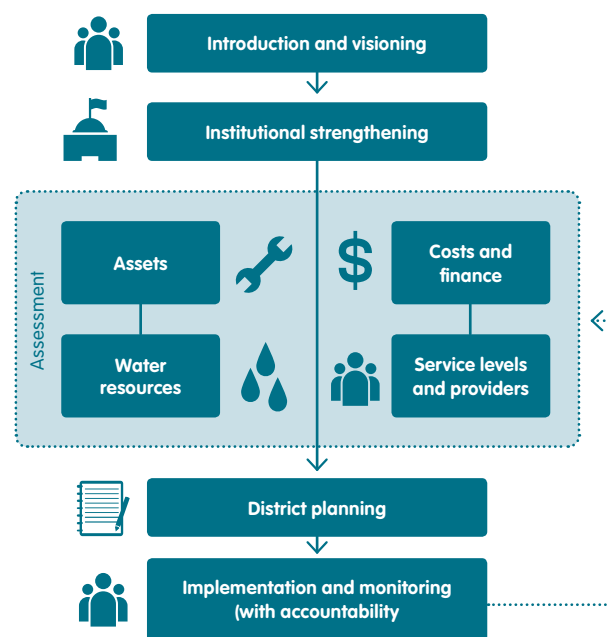 Introduction and visioning
Institutional strengthening
Assessment
Assets
Costs and
finance
Water
resources
Service levels
and providers
District planning
Implementation and monitoring
(with accountability